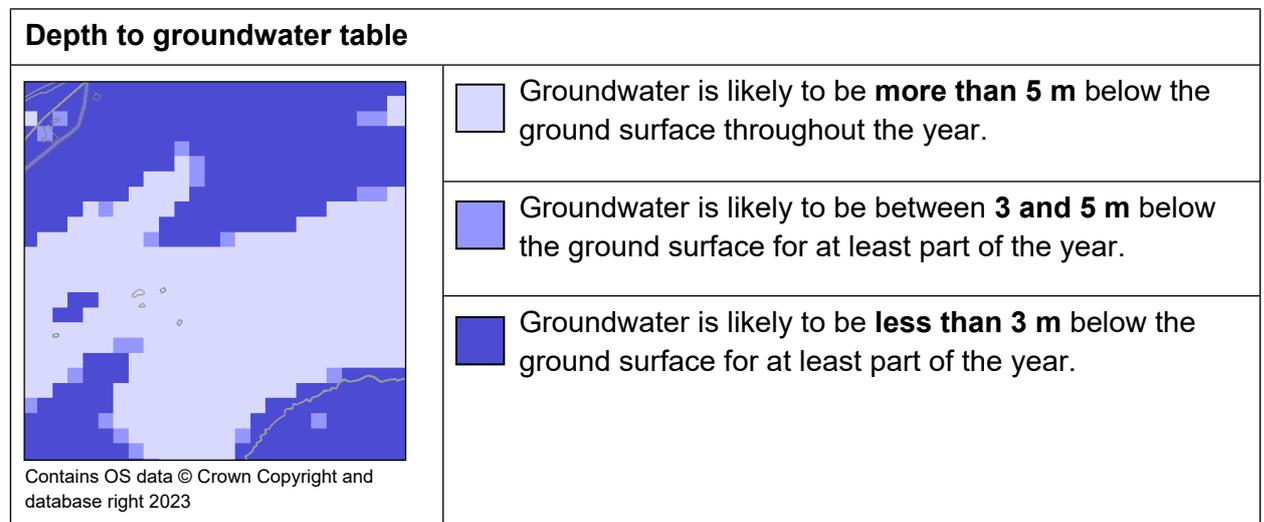 Depth to groundwater table
Groundwater is likely to be more than 5 m below the
ground surface throughout the year.
Groundwater is likely to be between 3 and 5 m below
the ground surface for at least part of the year.
Groundwater is likely to be less than 3 m below the
ground surface for at least part of the year.
Contains OS data © Crown Copyright and
database right 2023